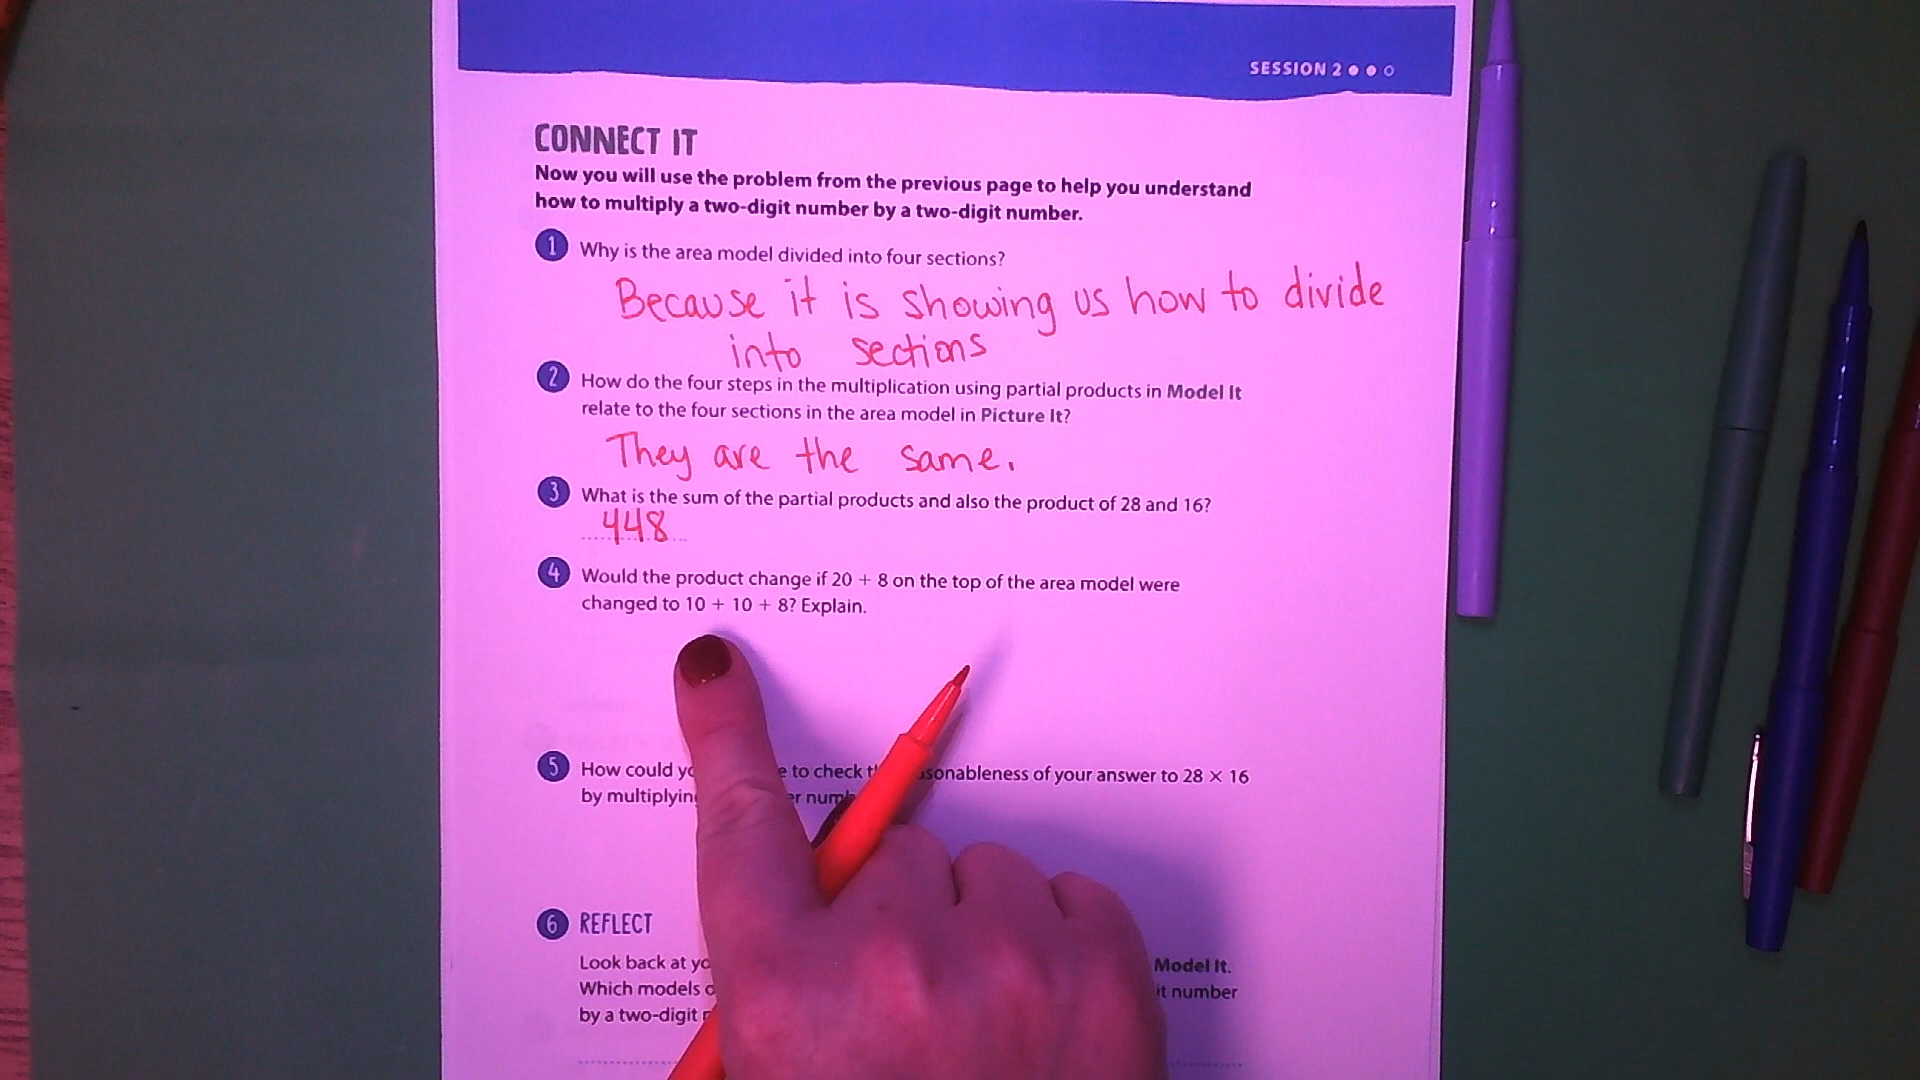 SESSION 2
CONNECT IT
Now you will use the problem from the previous page to help you understand
how to multiply a two-digit number by a two-digit number.
1 Why is the area model divided into four sections?
Because it is showing us how to divide
into sections
2 How do the four steps in the multiplication using partial products in Model It
relate to the four sections in the area model in Picture It?
They are the same.
3 What is the sum of the partial products and also the product of 28 and 16?
448
4 Would the product change if 20 + 8 on the top of the area model were
changed to 10 + 10 + 8? Explain.
5 How could to check reasonableness of your answer to 28 × 16
by
6 REFLECT
Look back at Model It.
Which models number
by a two-digit